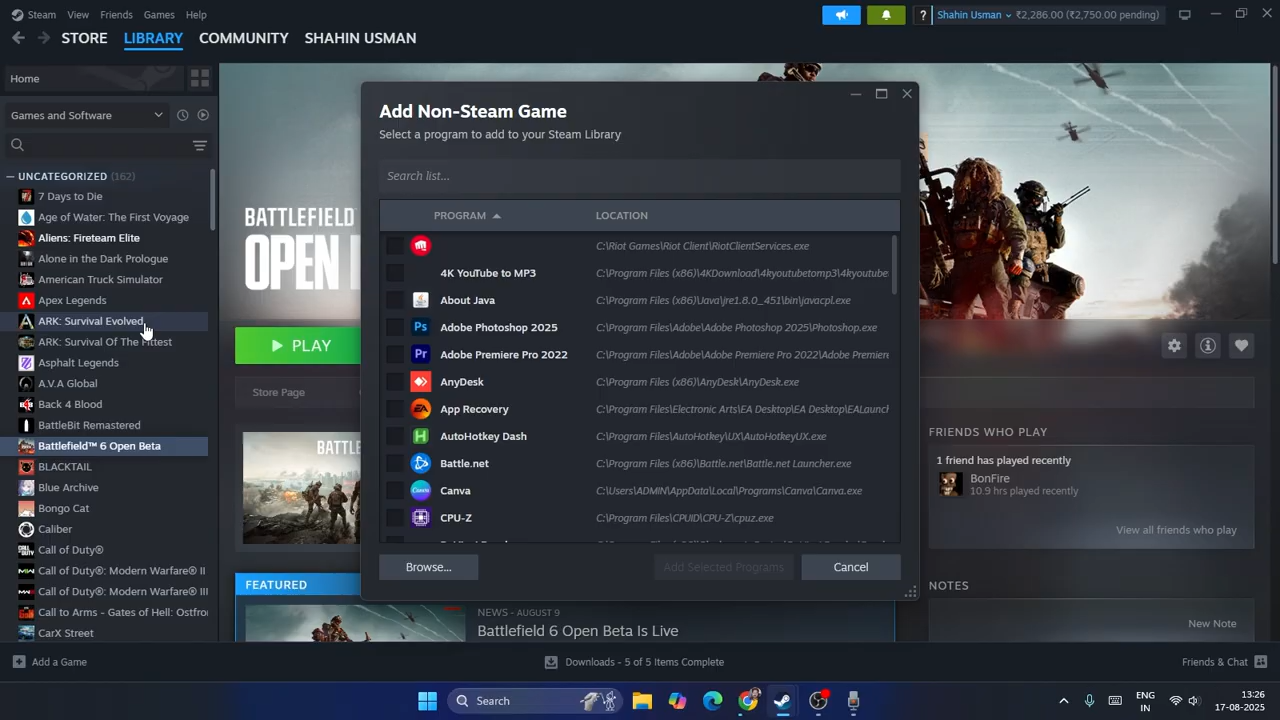 Steam View Friends Games Help
Shahin Usman ₹2,286.00 (₹2,750.00 pending)
STORE LIBRARY COMMUNITY SHAHIN USMAN
Home
Games and Software
UNCATEGORIZED (162)
7 Days to Die
Age of Water: The First Voyage
Aliens: Fireteam Elite
Alone in the Dark Prologue
American Truck Simulator
Apex Legends
ARK: Survival Evolved
ARK: Survival Of The Fittest
Asphalt Legends
A.V.A Global
Back 4 Blood
BattleBit Remastered
Battlefield™ 6 Open Beta
BLACKTAIL
Blue Archive
Bongo Cat
Caliber
Call of Duty®
Call of Duty®: Modern Warfare® II
Call of Duty®: Modern Warfare® III
Call to Arms - Gates of Hell: Ostfro
CarX Street
Add a Game
BATTLEFIELD
OPEN
PLAY
Store Page
Add Non-Steam Game
Select a program to add to your Steam Library
Search list...
PROGRAM LOCATION
C:\Riot Games\Riot Client\RiotClientServices.exe
4K YouTube to MP3 C:\Program Files (x86)\4KDownload\4kyoutubetomp3\4kyoutube
About Java C:\Program Files (x86)\Java\jre1.8.0_451\bin\javacpl.exe
Adobe Photoshop 2025 C:\Program Files\Adobe\Adobe Photoshop 2025\Photoshop.exe
Adobe Premiere Pro 2022 C:\Program Files\Adobe\Adobe Premiere Pro 2022\Adobe Premiere
AnyDesk C:\Program Files (x86)\AnyDesk\AnyDesk.exe
App Recovery C:\Program Files\Electronic Arts\EA Desktop\EA Desktop\EALaunch
AutoHotkey Dash C:\Program Files\AutoHotkey\UX\AutoHotkeyUX.exe
Battle.net C:\Program Files (x86)\Battle.net\Battle.net Launcher.exe
Canva C:\Users\ADMIN\AppData\Local\Programs\Canva\Canva.exe
CPU-Z C:\Program Files\CPUID\CPU-Z\cpuz.exe
Browse...
Add Selected Programs
Cancel
FEATURED
NEWS - AUGUST 9
Battlefield 6 Open Beta Is Live
FRIENDS WHO PLAY
1 friend has played recently
BonFire
10.9 hrs played recently
View all friends who play
NOTES
New Note
Downloads - 5 of 5 Items Complete
Friends & Chat
Search
ENG
IN
13:26
17-08-2025